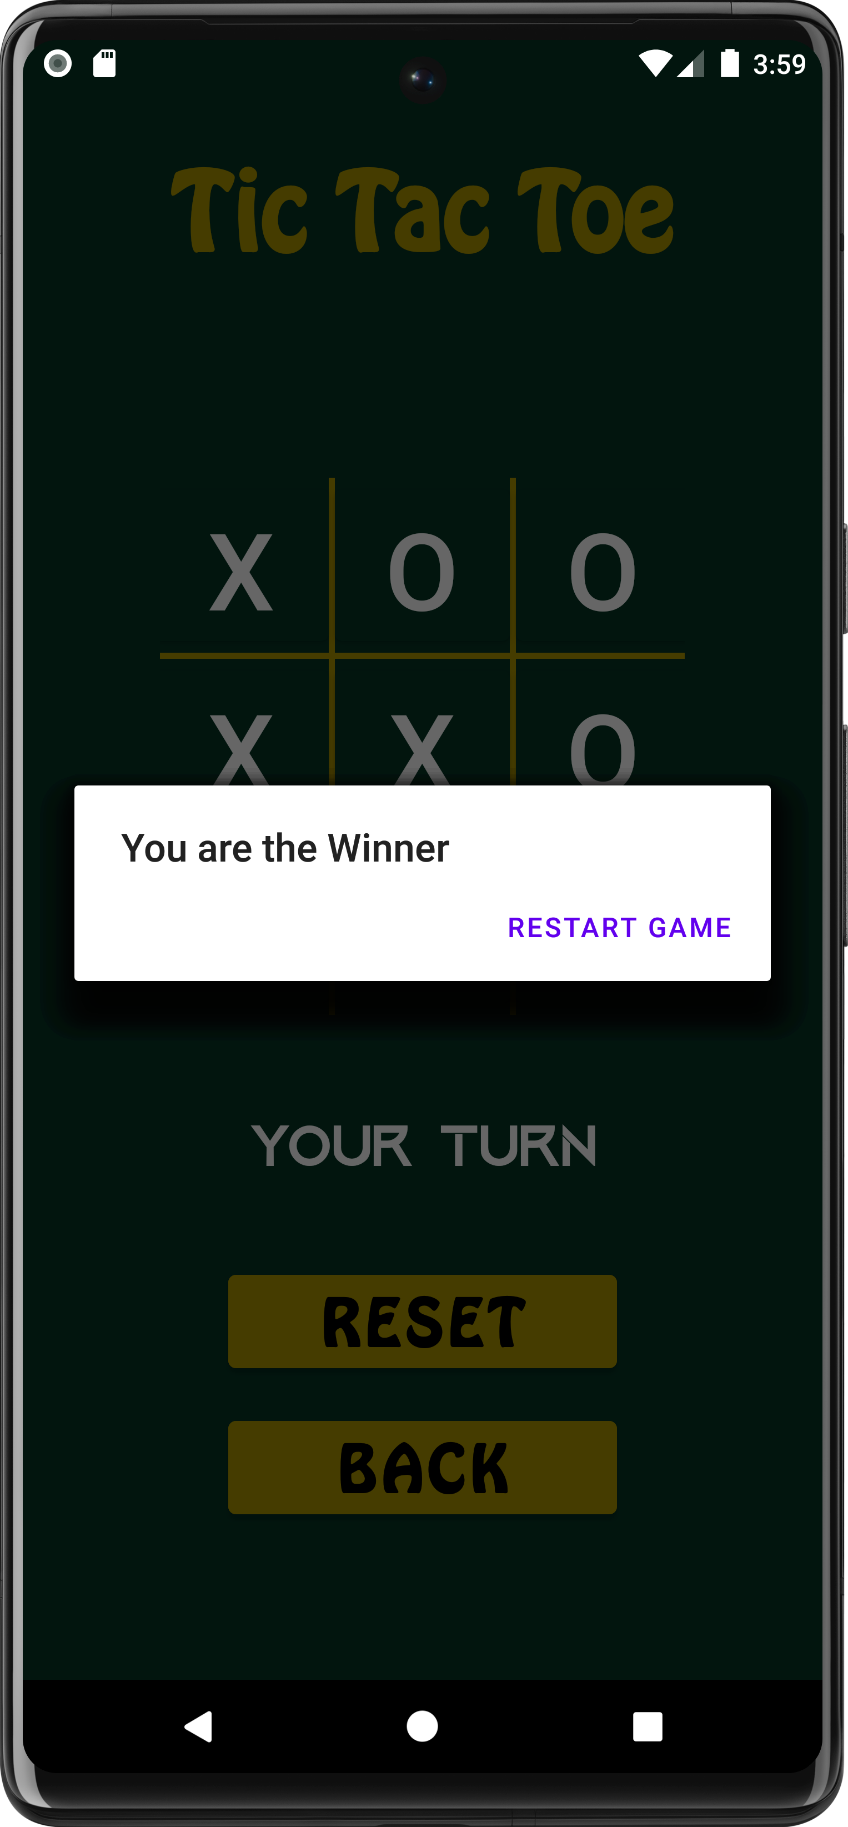 3:59
Tic Tac Toe
X O O
X X O
You are the Winner
RESTART GAME
YOUR TURN
RESET
BACK